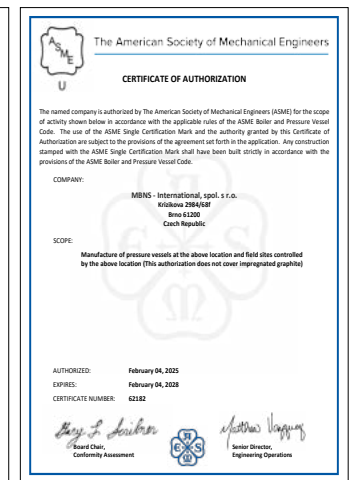 ASME
U
The American Society of Mechanical Engineers
CERTIFICATE OF AUTHORIZATION
The named company is authorized by The American Society of Mechanical Engineers (ASME) for the scope
of activity shown below in accordance with the applicable rules of the ASME Boiler and Pressure Vessel
Code. The use of the ASME Single Certification Mark and the authority granted by this Certificate of
Authorization are subject to the provisions of the agreement set forth in the application. Any construction
stamped with the ASME Single Certification Mark shall have been built strictly in accordance with the
provisions of the ASME Boiler and Pressure Vessel Code.
COMPANY:
MBNS - International, spol. s r.o.
Krizikova 2984/68f
Brno 61200
Czech Republic
SCOPE:
Manufacture of pressure vessels at the above location and field sites controlled
by the above location (This authorization does not cover impregnated graphite)
AUTHORIZED: February 04, 2025
EXPIRES: February 04, 2028
CERTIFICATE NUMBER: 62182
Board Chair,
Conformity Assessment
Senior Director,
Engineering Operations